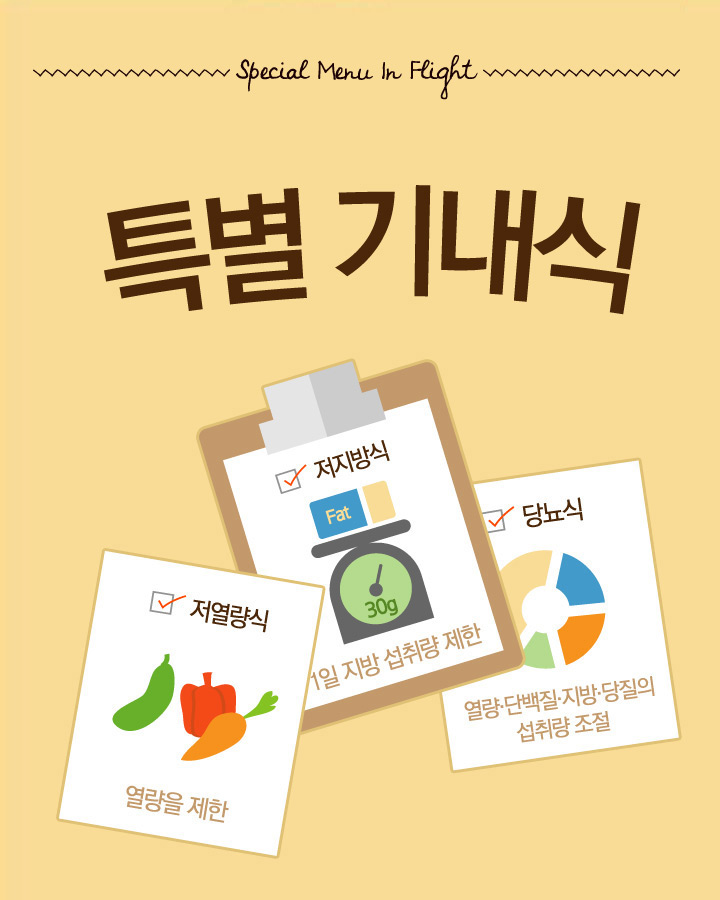 Special Menu In Flight
특별 기내식
저지방식
Fat
30g
1일 지방 섭취량 제한
당뇨식
열량·단백질·지방·당질의
섭취량 조절
저열량식
열량을 제한